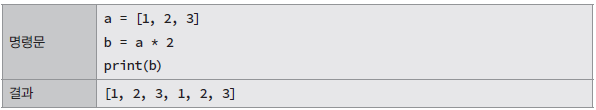 명령문
a = [1, 2, 3]
b = a * 2
print(b)
결과
[1, 2, 3, 1, 2, 3]